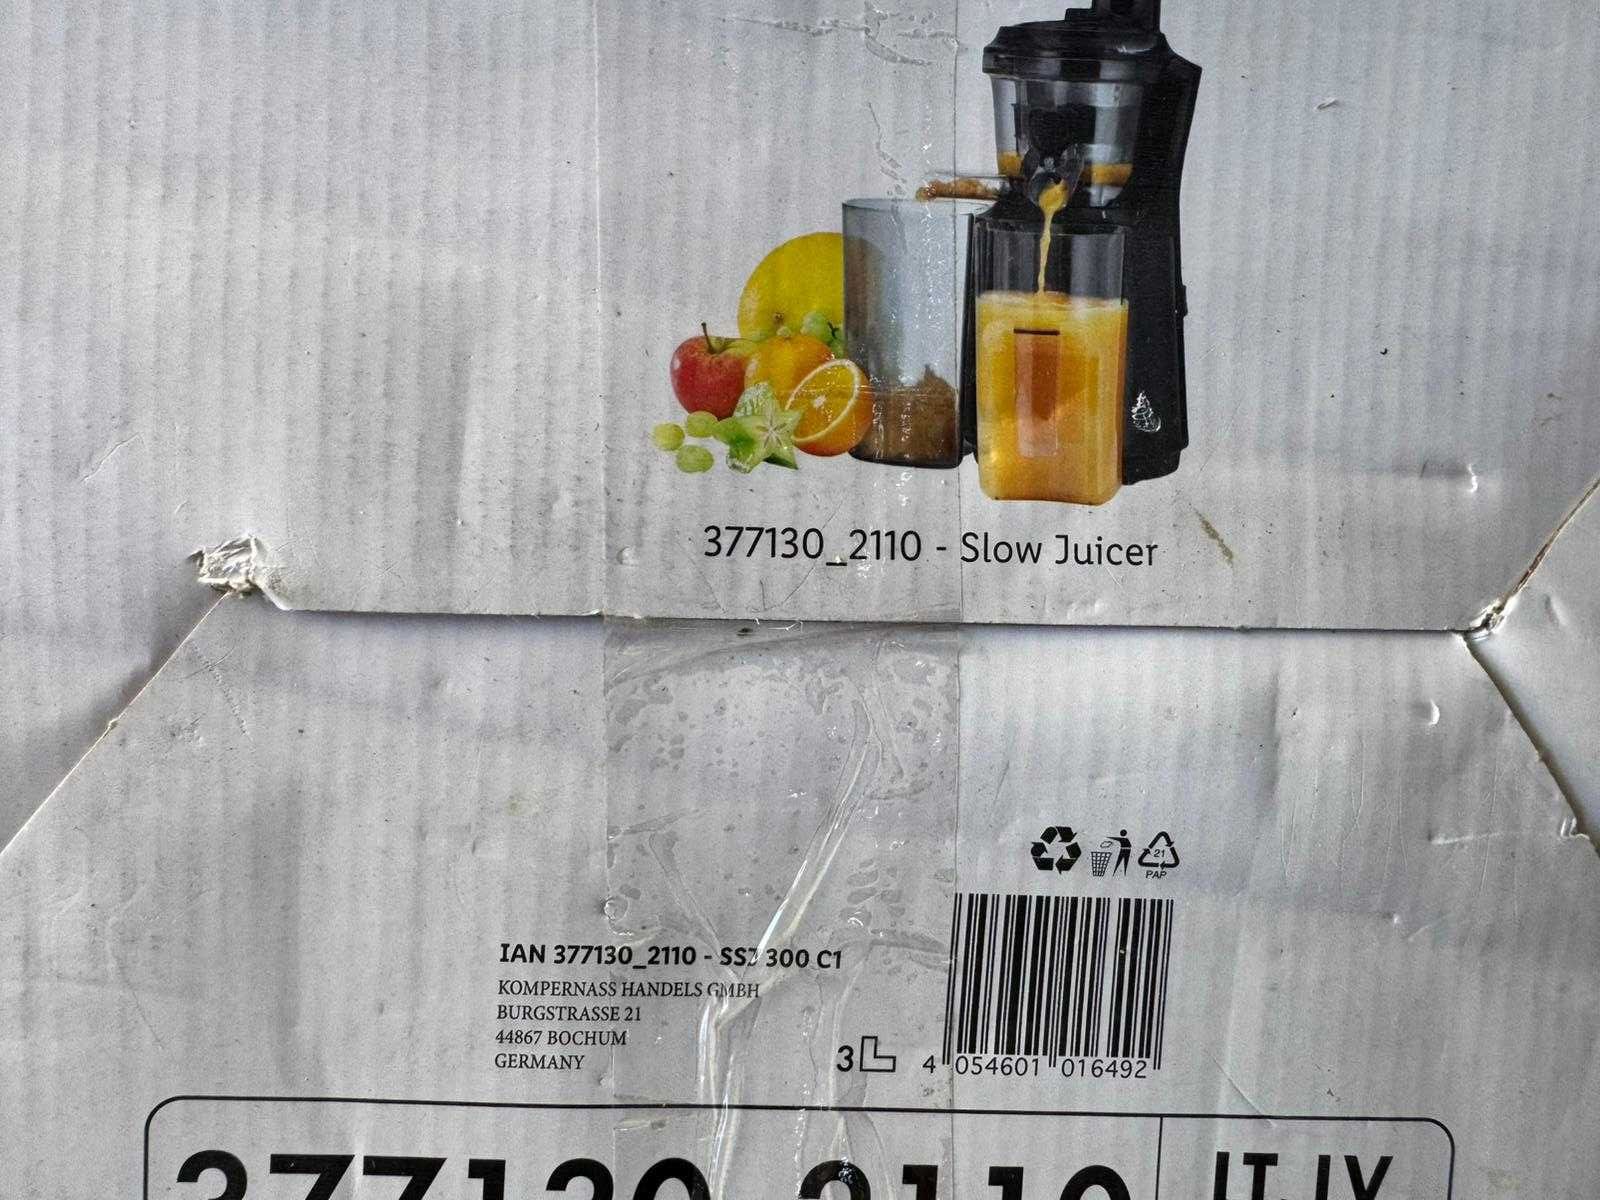 377130_2110 - Slow Juicer
21
PAP
IAN 377130_2110 - SSJ 300 C1
KOMPERNASS HANDELS GMBH
BURGSTRASSE 21
44867 BOCHUM
GERMANY
3
4 054601 016492
377130_2110